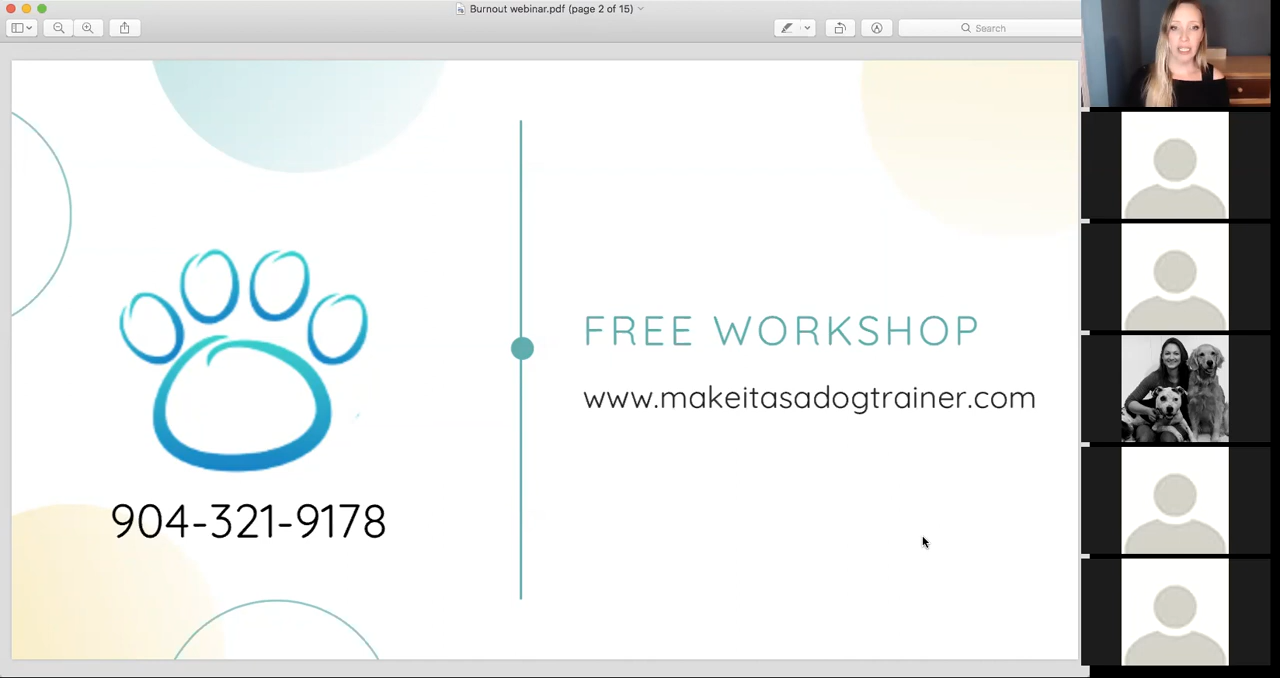 Burnout webinar.pdf (page 2 of 15)
Search
FREE WORKSHOP
www.makeitasadogtrainer.com
904-321-9178